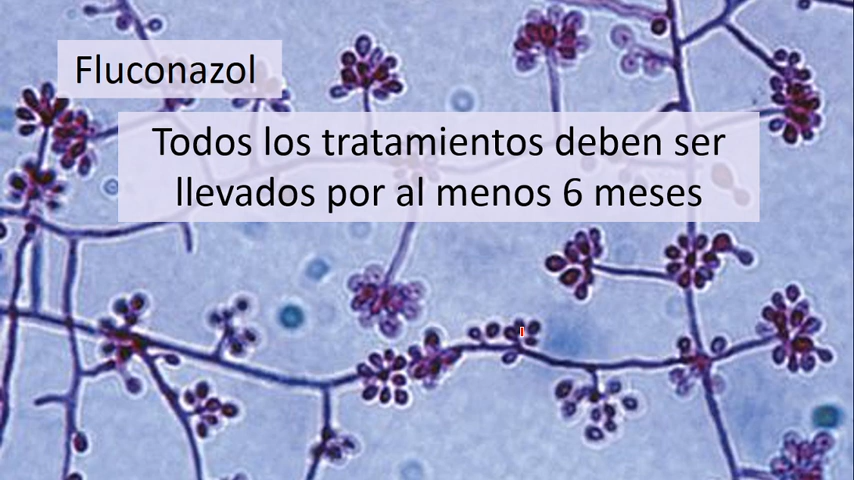 Fluconazol
Todos los tratamientos deben ser
llevados por al menos 6 meses